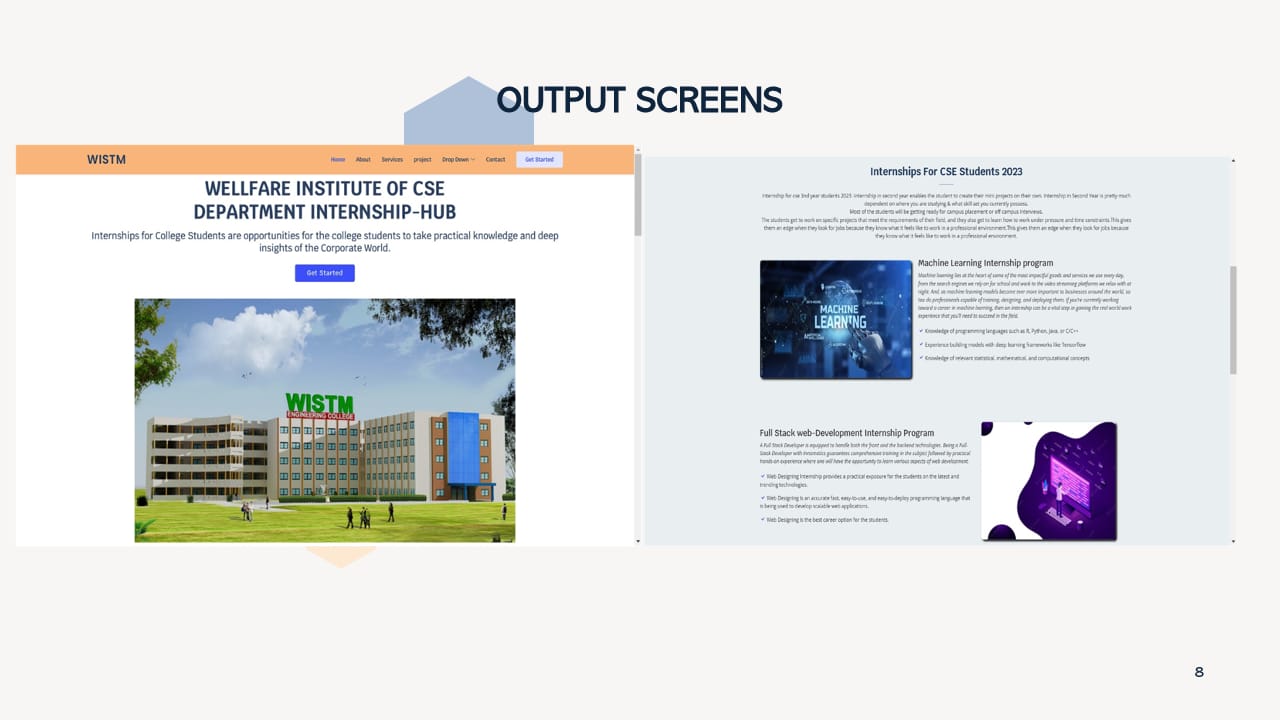 OUTPUT SCREENS
WISTM
Home About Services project Drop Down Contact Get Started
WELLFARE INSTITUTE OF CSE
DEPARTMENT INTERNSHIP-HUB
Internships for College Students are opportunities for the college students to take practical knowledge and deep
insights of the Corporate World.
Get Started
WISTM
ENGINEERING COLLEGE
Internships For CSE Students 2023
Internship for cse 3nd year students 2023. Internship in second year enables the student to create their mini projects on their own. Internship in Second Year is pretty much
dependent on where you are studying & what skill set you currently possess.
Most of the students will be getting ready for campus placement or off campus interviews.
The students get to work on specific projects that meet the requirements of their field, and they also get to learn how to work under pressure and time constraints.This gives
them an edge when they look for jobs because they know what it feels like to work in a professional environment.This gives them an edge when they look for jobs because
they know what it feels like to work in a professional environment.
MACHINE
LEARNING
Machine Learning Internship program
Machine learning lies at the heart of some of the most impactful goods and services we use every day,
from the search engines we rely on for school and work to the video streaming platforms we relax with at
night. And, as machine learning models become ever more important to businesses around the world, so
too do professionals capable of training, designing, and deploying them. If you're currently working
toward a career in machine learning, then an internship can be a vital step in gaining the real world work
experience that you'll need to succeed in the field.
Knowledge of programming languages such as R, Python, Java, or C/C++
Experience building models with deep learning frameworks like Tensorflow
Knowledge of relevant statistical, mathematical, and computational concepts
Full Stack web-Development Internship Program
A Full Stack Developer is equipped to handle both the front and the backend technologies. Being a Full
Stack Developer with Innomatics guarantees comprehensive training in the subject followed by practical
hands-on experience where one will have the opportunity to learn various aspects of web development
Web Designing Internship provides a practical exposure for the students on the latest and
trending technologies.
Web Designing is an accurate fast, easy-to-use, and easy-to-deploy programming language that
is being used to develop scalable web applications.
Web Designing is the best career option for the students.
8